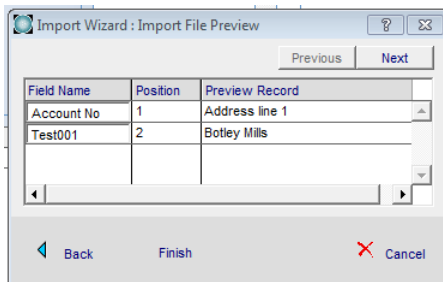 Import Wizard : Import File Preview
Previous Next
Field Name Position Preview Record
Account No 1 Address line 1
Test001 2 Botley Mills
Back Finish Cancel